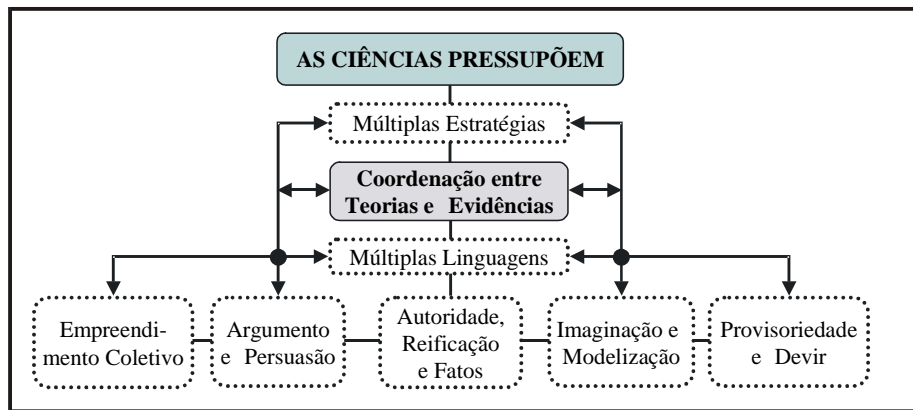 AS CIÊNCIAS PRESSUPÕEM
Múltiplas Estratégias
Coordenação entre
Teorias e Evidências
Múltiplas Linguagens
Empreendi-
mento Coletivo
Argumento
e Persuasão
Autoridade,
Reificação
e Fatos
Imaginação e
Modelização
Provisoriedade
e Devir